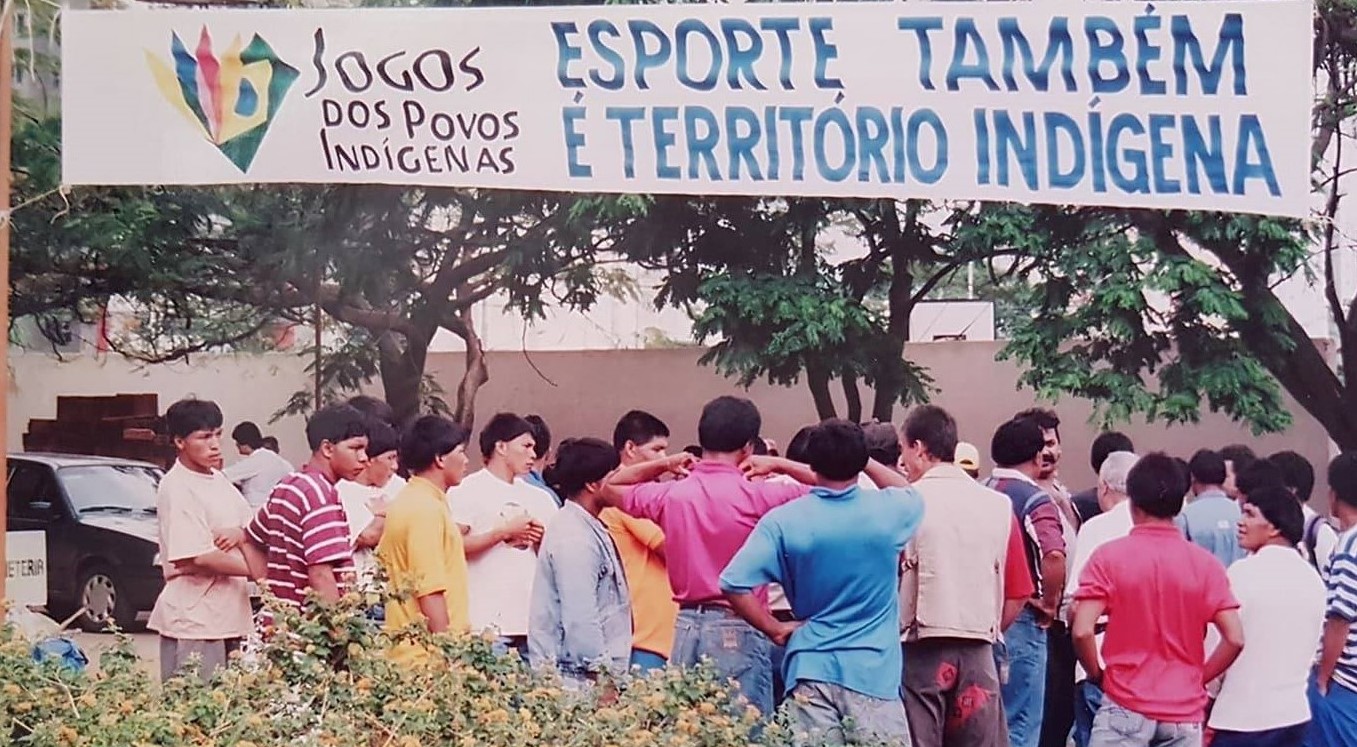 JOGOS
DOS POVOS
INDÍGENAS
ESPORTE TAMBÉM
É TERRITÓRIO INDÍGENA